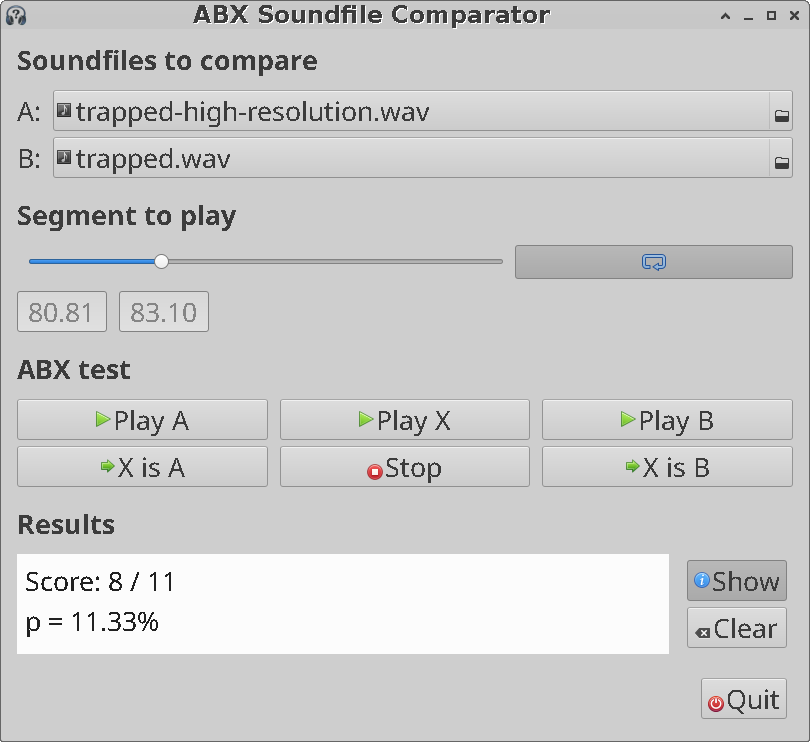 ABX Soundfile Comparator
Soundfiles to compare
A: trapped-high-resolution.wav
B: trapped.wav
Segment to play
80.81 83.10
ABX test
Play A Play X Play B
X is A Stop X is B
Results
Score: 8 / 11
p = 11.33%
Show
Clear
Quit